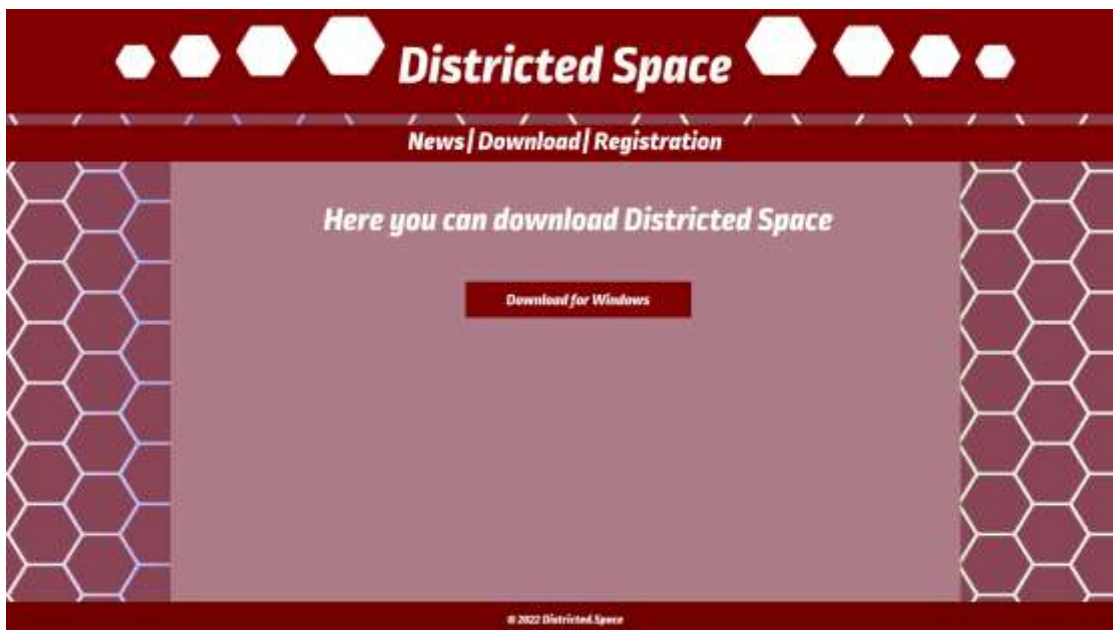 Districted Space
News| Download| Registration
Here you can download Districted Space
Download for Windows
© 2022 Districted.Space